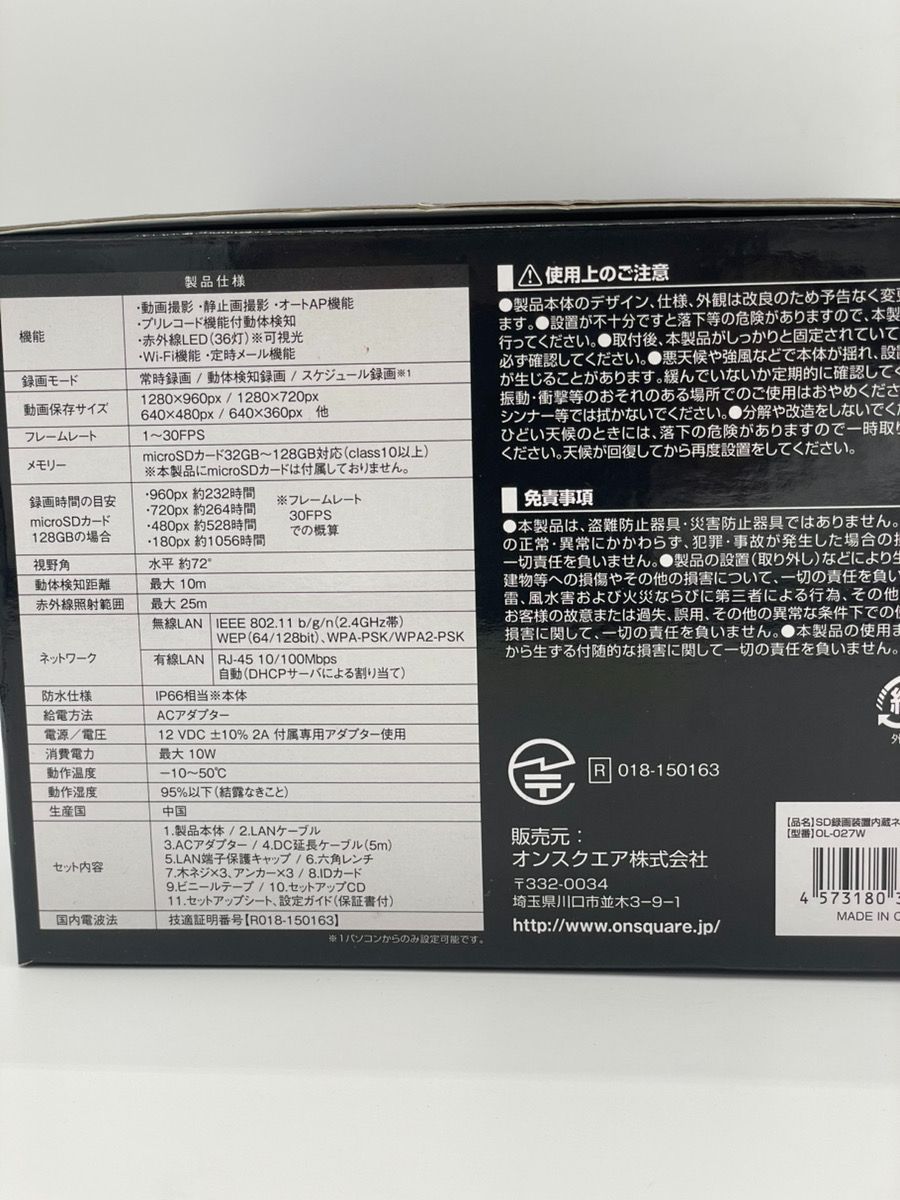 製品仕様
機能
・動画撮影 ・静止画撮影 ・オートAP機能
・プリレコード機能付動体検知
・赤外線LED(36灯)※可視光
・Wi-Fi機能 ・定時メール機能
録画モード
常時録画 / 動体検知録画 / スケジュール録画※1
動画保存サイズ
1280×960px / 1280×720px
640×480px / 640×360px 他
フレームレート
1〜30FPS
メモリー
microSDカード32GB〜128GB対応(class10以上)
※本製品にmicroSDカードは付属しておりません。
録画時間の目安
microSDカード
128GBの場合
・960px 約232時間
・720px 約264時間
・480px 約528時間
・180px 約1056時間
※フレームレート
30FPS
での概算
視野角
水平 約72°
動体検知距離
最大 10m
赤外線照射範囲
最大 25m
ネットワーク
無線LAN
IEEE 802.11 b/g/n(2.4GHz帯)
WEP(64/128bit)、WPA-PSK/WPA2-PSK
有線LAN
RJ-45 10/100Mbps
自動(DHCPサーバによる割り当て)
防水仕様
IP66相当※本体
給電方法
ACアダプター
電源／電圧
12 VDC ±10% 2A 付属専用アダプター使用
消費電力
最大 10W
動作温度
−10〜50℃
動作湿度
95%以下(結露なきこと)
生産国
中国
セット内容
1.製品本体 / 2.LANケーブル
3.ACアダプター / 4.DC延長ケーブル(5m)
5.LAN端子保護キャップ / 6.六角レンチ
7.木ネジ×3、アンカー×3 / 8.IDカード
9.ビニールテープ / 10.セットアップCD
11.セットアップシート、設定ガイド(保証書付)
国内電波法
技適証明番号【R018-150163】
※1パソコンからのみ設定可能です。
使用上のご注意
●製品本体のデザイン、仕様、外観は改良のため予告なく変更
ます。●設置が不十分ですと落下等の危険がありますので、本製
行ってください。●取付後、本製品がしっかりと固定されていて
必ず確認してください。●悪天候や強風などで本体が揺れ、設
が生じることがあります。緩んでいないか定期的に確認してく
振動・衝撃等のおそれのある場所でのご使用はおやめくださ
シンナー等では拭かないでください。●分解や改造をしないでくだ
ひどい天候のときには、落下の危険がありますので一時取り
ください。天候が回復してから再度設置をしてください。
免責事項
●本製品は、盗難防止器具・災害防止器具ではありません。
の正常・異常にかかわらず、犯罪・事故が発生した場合の損
一切責任を負いません。●製品の設置(取り外し)などにより生
建物等への損傷やその他の損害について、一切の責任を負い
雷、風水害および火災ならびに第三者による行為、その他
お客様の故意または過失、誤用、その他の異常な条件下での使
損害に関して、一切の責任を負いません。●本製品の使用ま
から生ずる付随的な損害に関して一切の責任を負いません。
R 018-150163
販売元：
オンスクエア株式会社
〒332-0034
埼玉県川口市並木3-9-1
http://www.onsquare.jp/
外
【品名】SD録画装置内蔵ネ
【型番】OL-027W
4 573180
MADE IN C